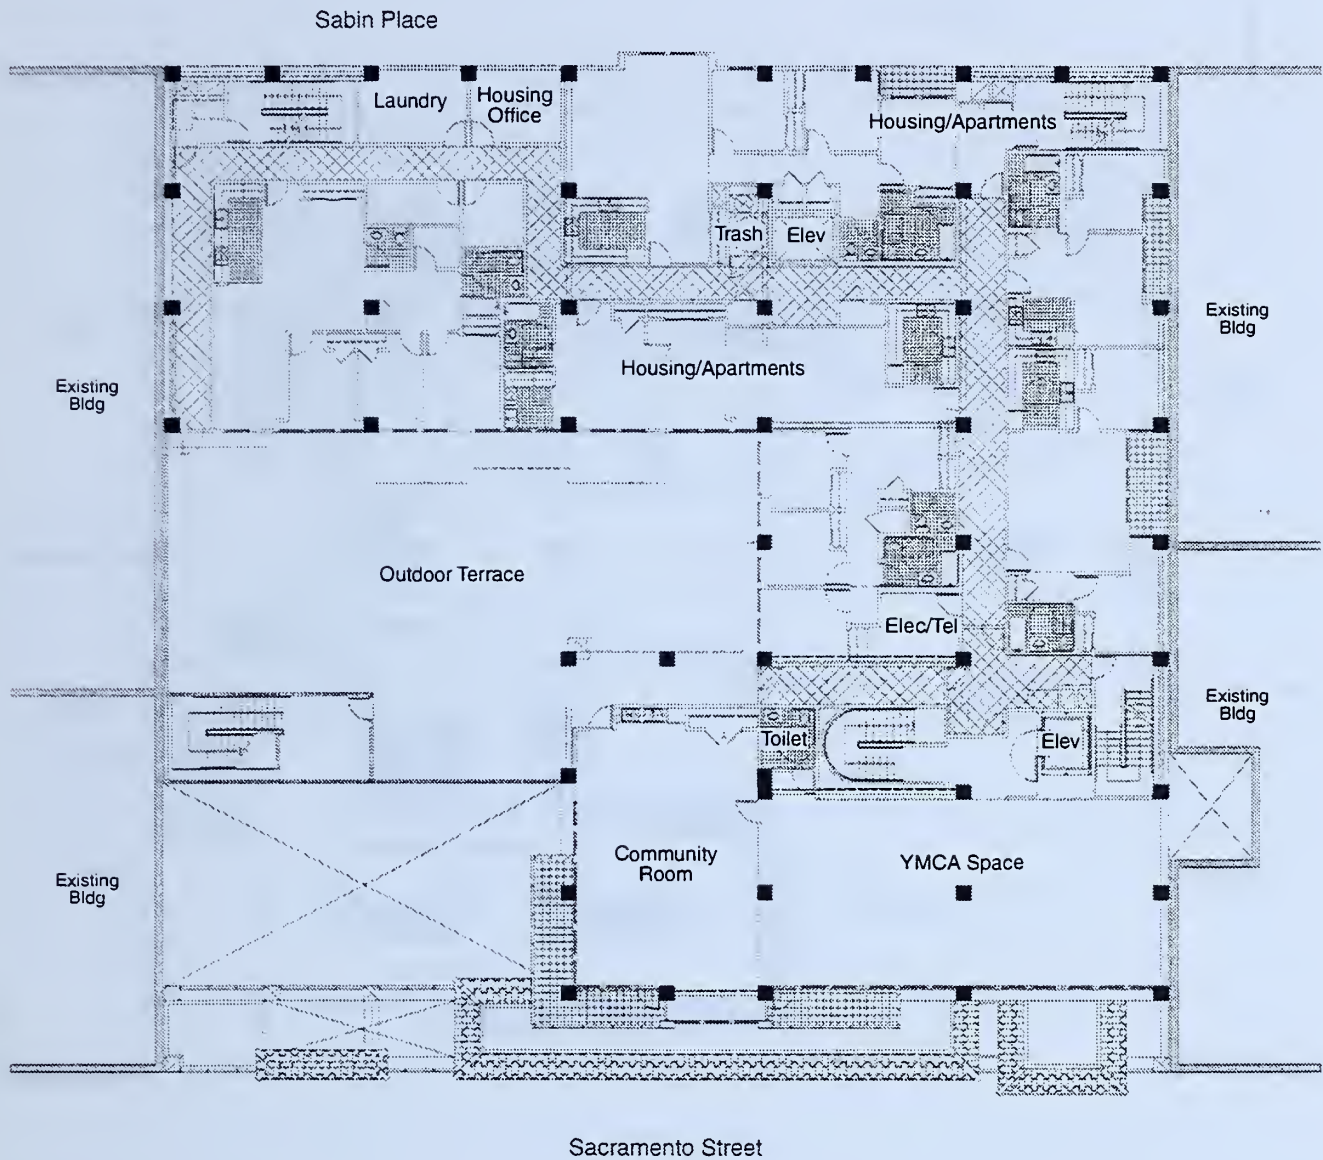 Sabin Place
Laundry
Housing
Office
Housing/Apartments
Trash
Elev
Existing
Bldg
Housing/Apartments
Existing
Bldg
Outdoor Terrace
Elec/Tel
Existing
Bldg
Toilet
Elev
Community
Room
YMCA Space
Existing
Bldg
Sacramento Street